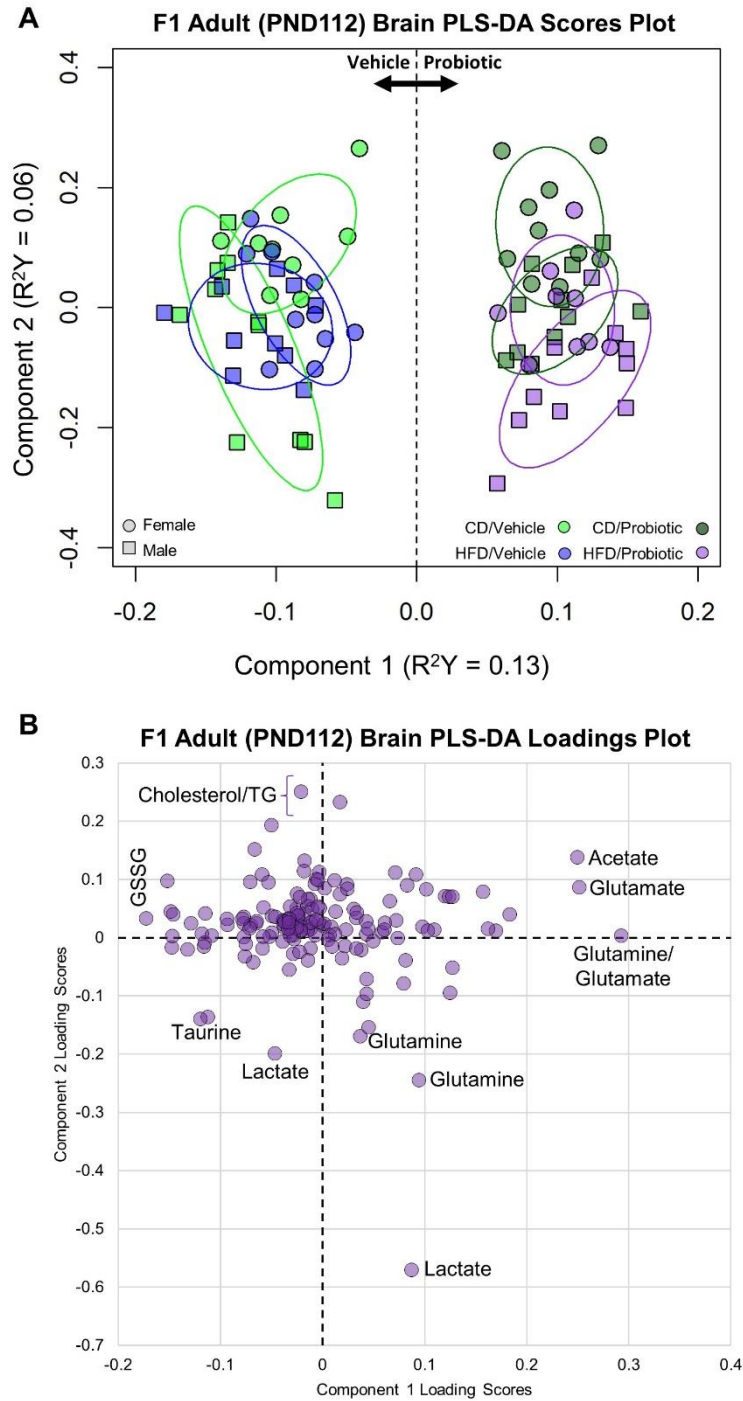 A
F1 Adult (PND112) Brain PLS-DA Scores Plot
Vehicle Probiotic
0.4
0.2
0.0
-0.2
-0.4
Component 2 (R²Y = 0.06)
Female
Male
CD/Vehicle CD/Probiotic
HFD/Vehicle HFD/Probiotic
-0.2 -0.1 0.0 0.1 0.2
Component 1 (R²Y = 0.13)
B
F1 Adult (PND112) Brain PLS-DA Loadings Plot
0.3
0.2
0.1
0
-0.1
-0.2
-0.3
-0.4
-0.5
-0.6
-0.7
Component 2 Loading Scores
Cholesterol/TG
GSSG
Acetate
Glutamate
Glutamine/
Glutamate
Taurine
Glutamine
Lactate
Glutamine
Lactate
-0.2 -0.1 0 0.1 0.2 0.3 0.4
Component 1 Loading Scores